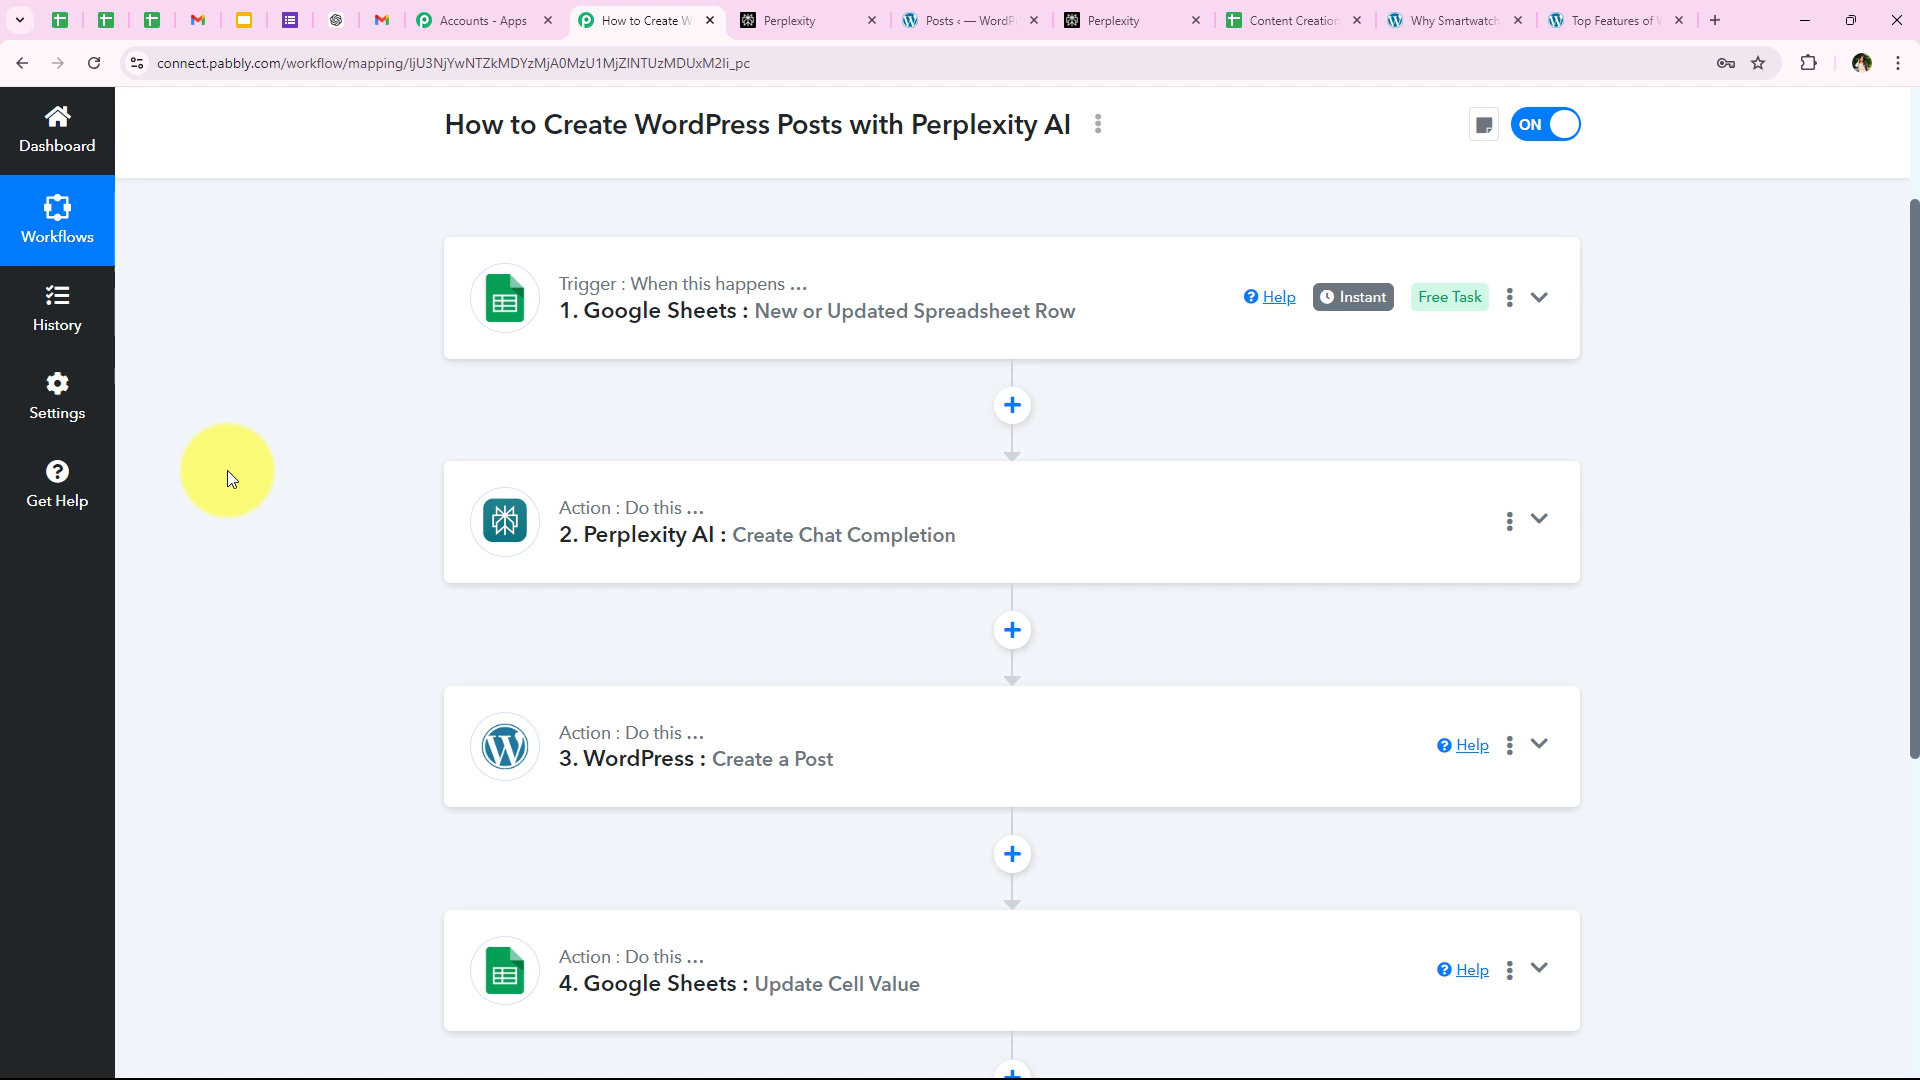 Accounts - Apps
How to Create W
Perplexity
Posts ‹ — WordP
Perplexity
Content Creation
Why Smartwatch
Top Features of
connect.pabbly.com/workflow/mapping/
How to Create WordPress Posts with Perplexity AI
ON
Dashboard
Workflows
History
Settings
Get Help
Trigger : When this happens ...
1. Google Sheets : New or Updated Spreadsheet Row
Help
Instant
Free Task
Action : Do this ...
2. Perplexity AI : Create Chat Completion
Action : Do this ...
3. WordPress : Create a Post
Help
Action : Do this ...
4. Google Sheets : Update Cell Value
Help